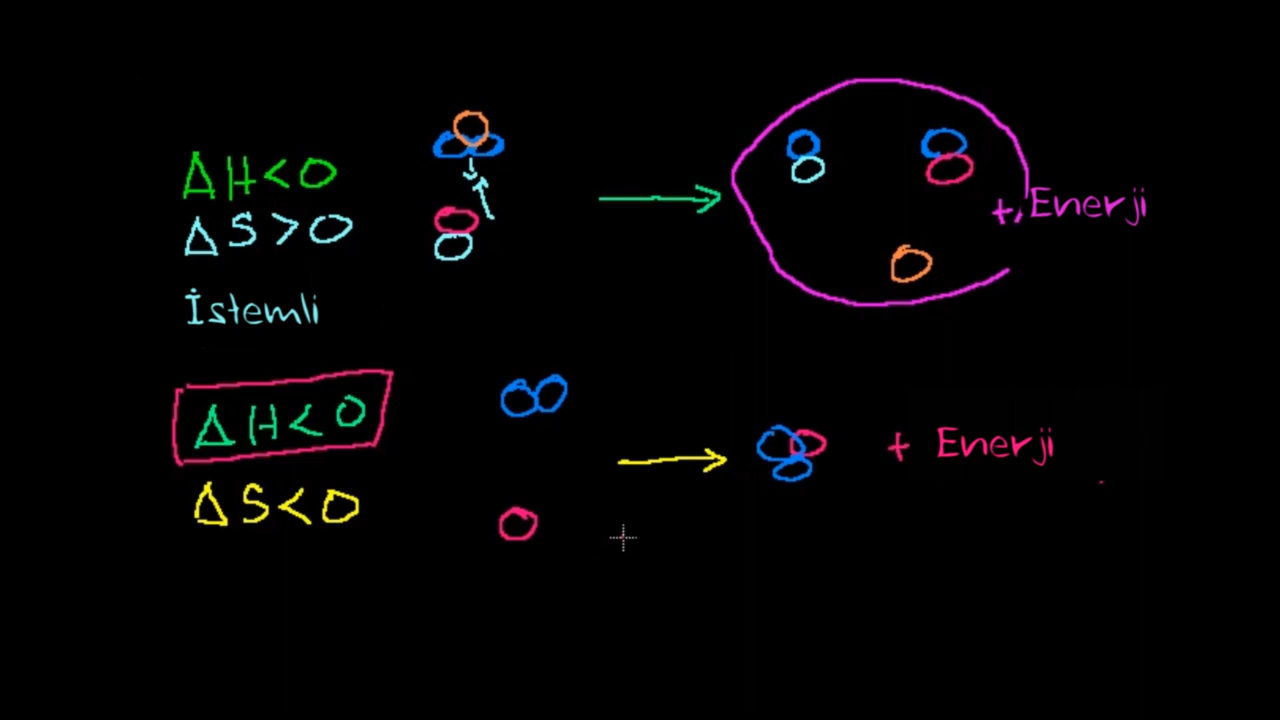 ΔH<0
ΔS>0
+ Enerji
İstemli
ΔH<0
+ Enerji
ΔS<0